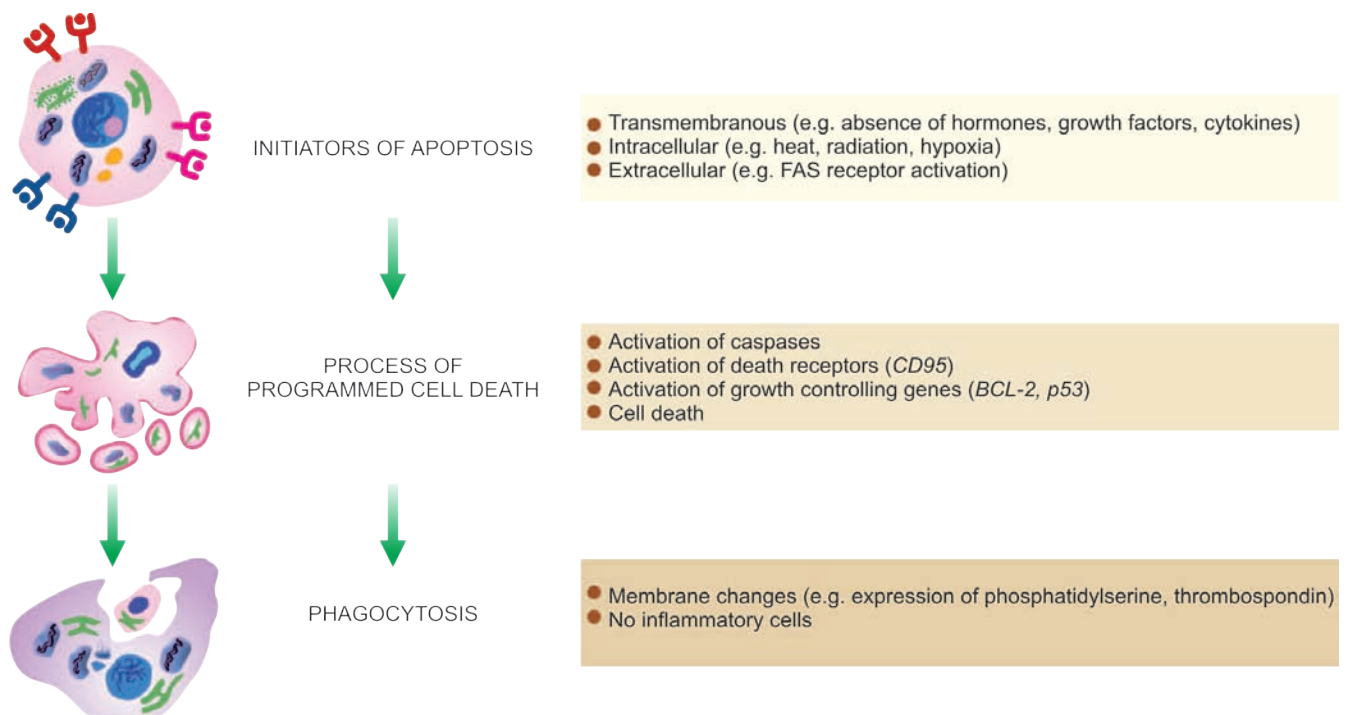 INITIATORS OF APOPTOSIS
● Transmembranous (e.g. absence of hormones, growth factors, cytokines)
● Intracellular (e.g. heat, radiation, hypoxia)
● Extracellular (e.g. FAS receptor activation)
PROCESS OF
PROGRAMMED CELL DEATH
● Activation of caspases
● Activation of death receptors (CD95)
● Activation of growth controlling genes (BCL-2, p53)
● Cell death
PHAGOCYTOSIS
● Membrane changes (e.g. expression of phosphatidylserine, thrombospondin)
● No inflammatory cells